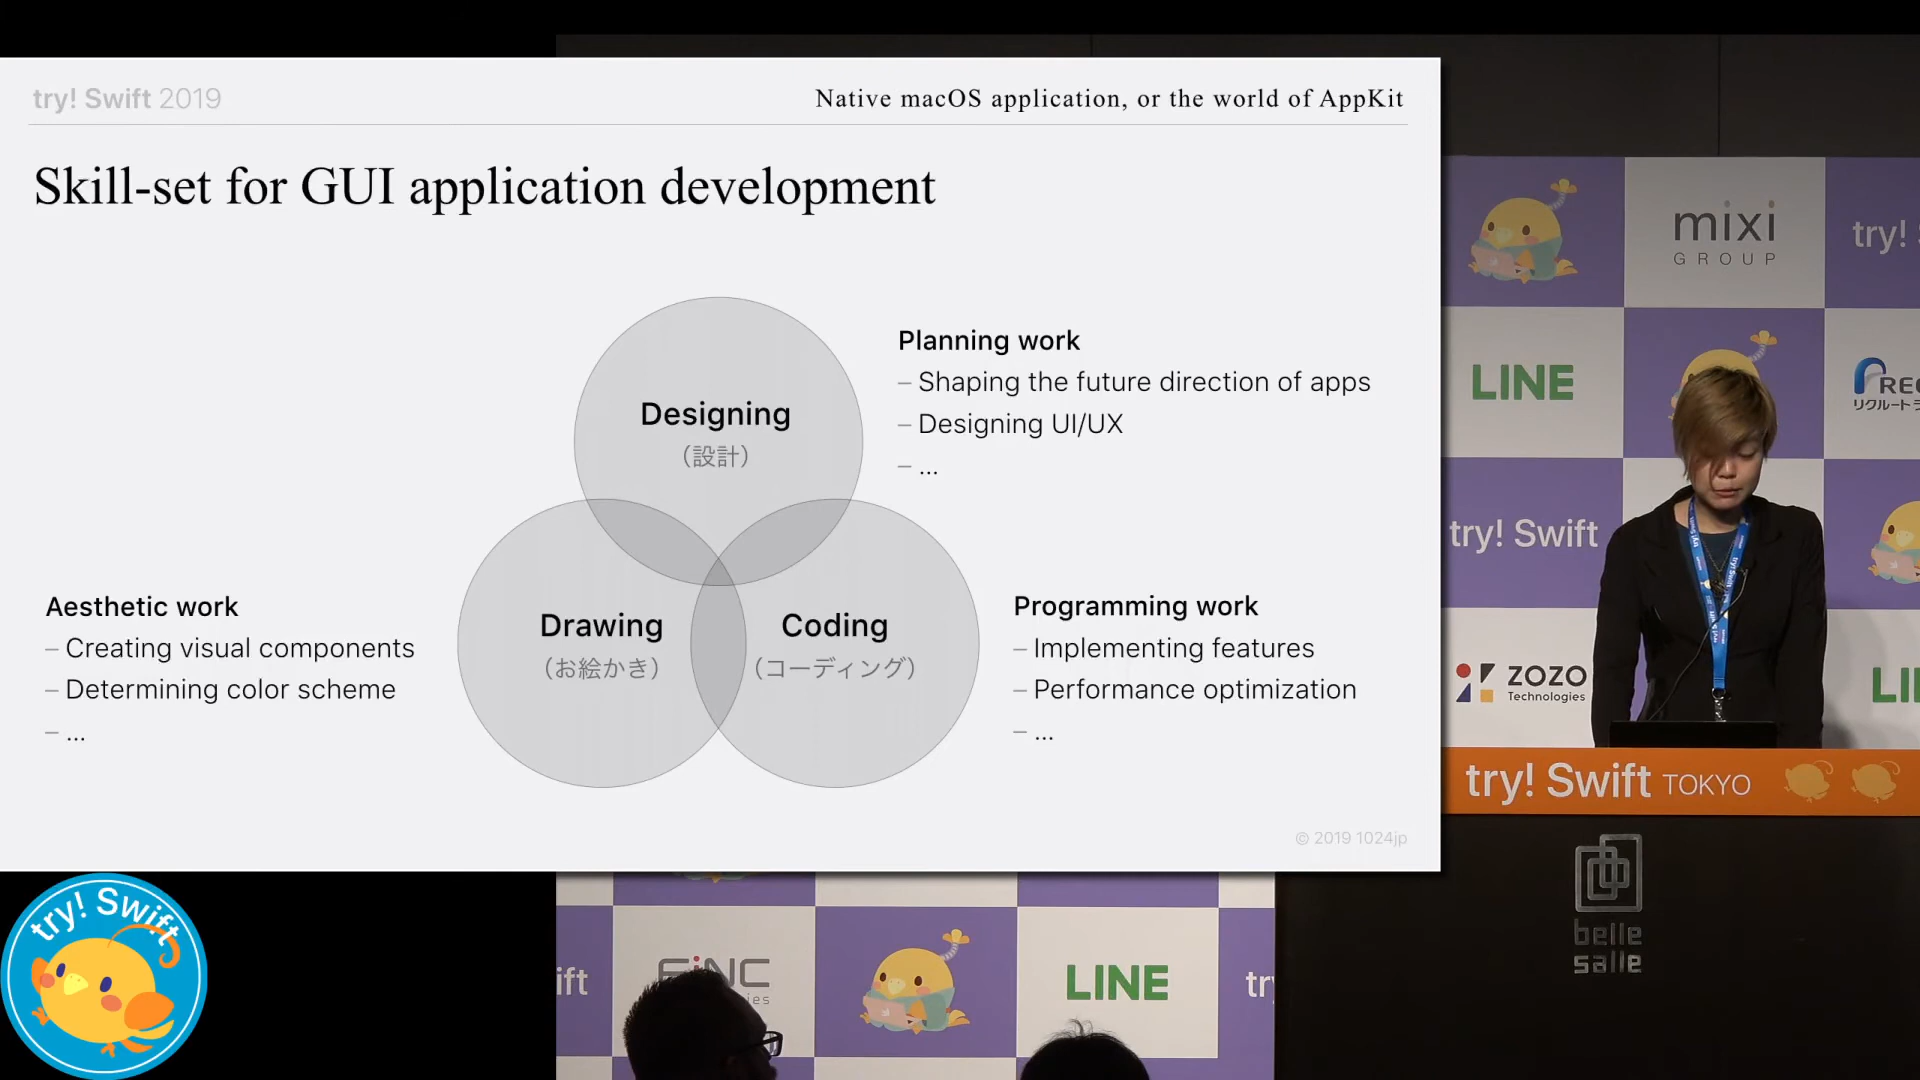 try! Swift 2019
Native macOS application, or the world of AppKit
Skill-set for GUI application development
Designing
(設計)
Planning work
– Shaping the future direction of apps
– Designing UI/UX
– ...
Aesthetic work
– Creating visual components
– Determining color scheme
– ...
Drawing
(お絵かき)
Coding
(コーディング)
Programming work
– Implementing features
– Performance optimization
– ...
© 2019 1024jp
mixi
GROUP
try!
LINE
REC
リクルート
try! Swift
ZOZO
Technologies
LI
try! Swift TOKYO
belle
salle
try! Swift
ift
FiNC
ies
LINE
try